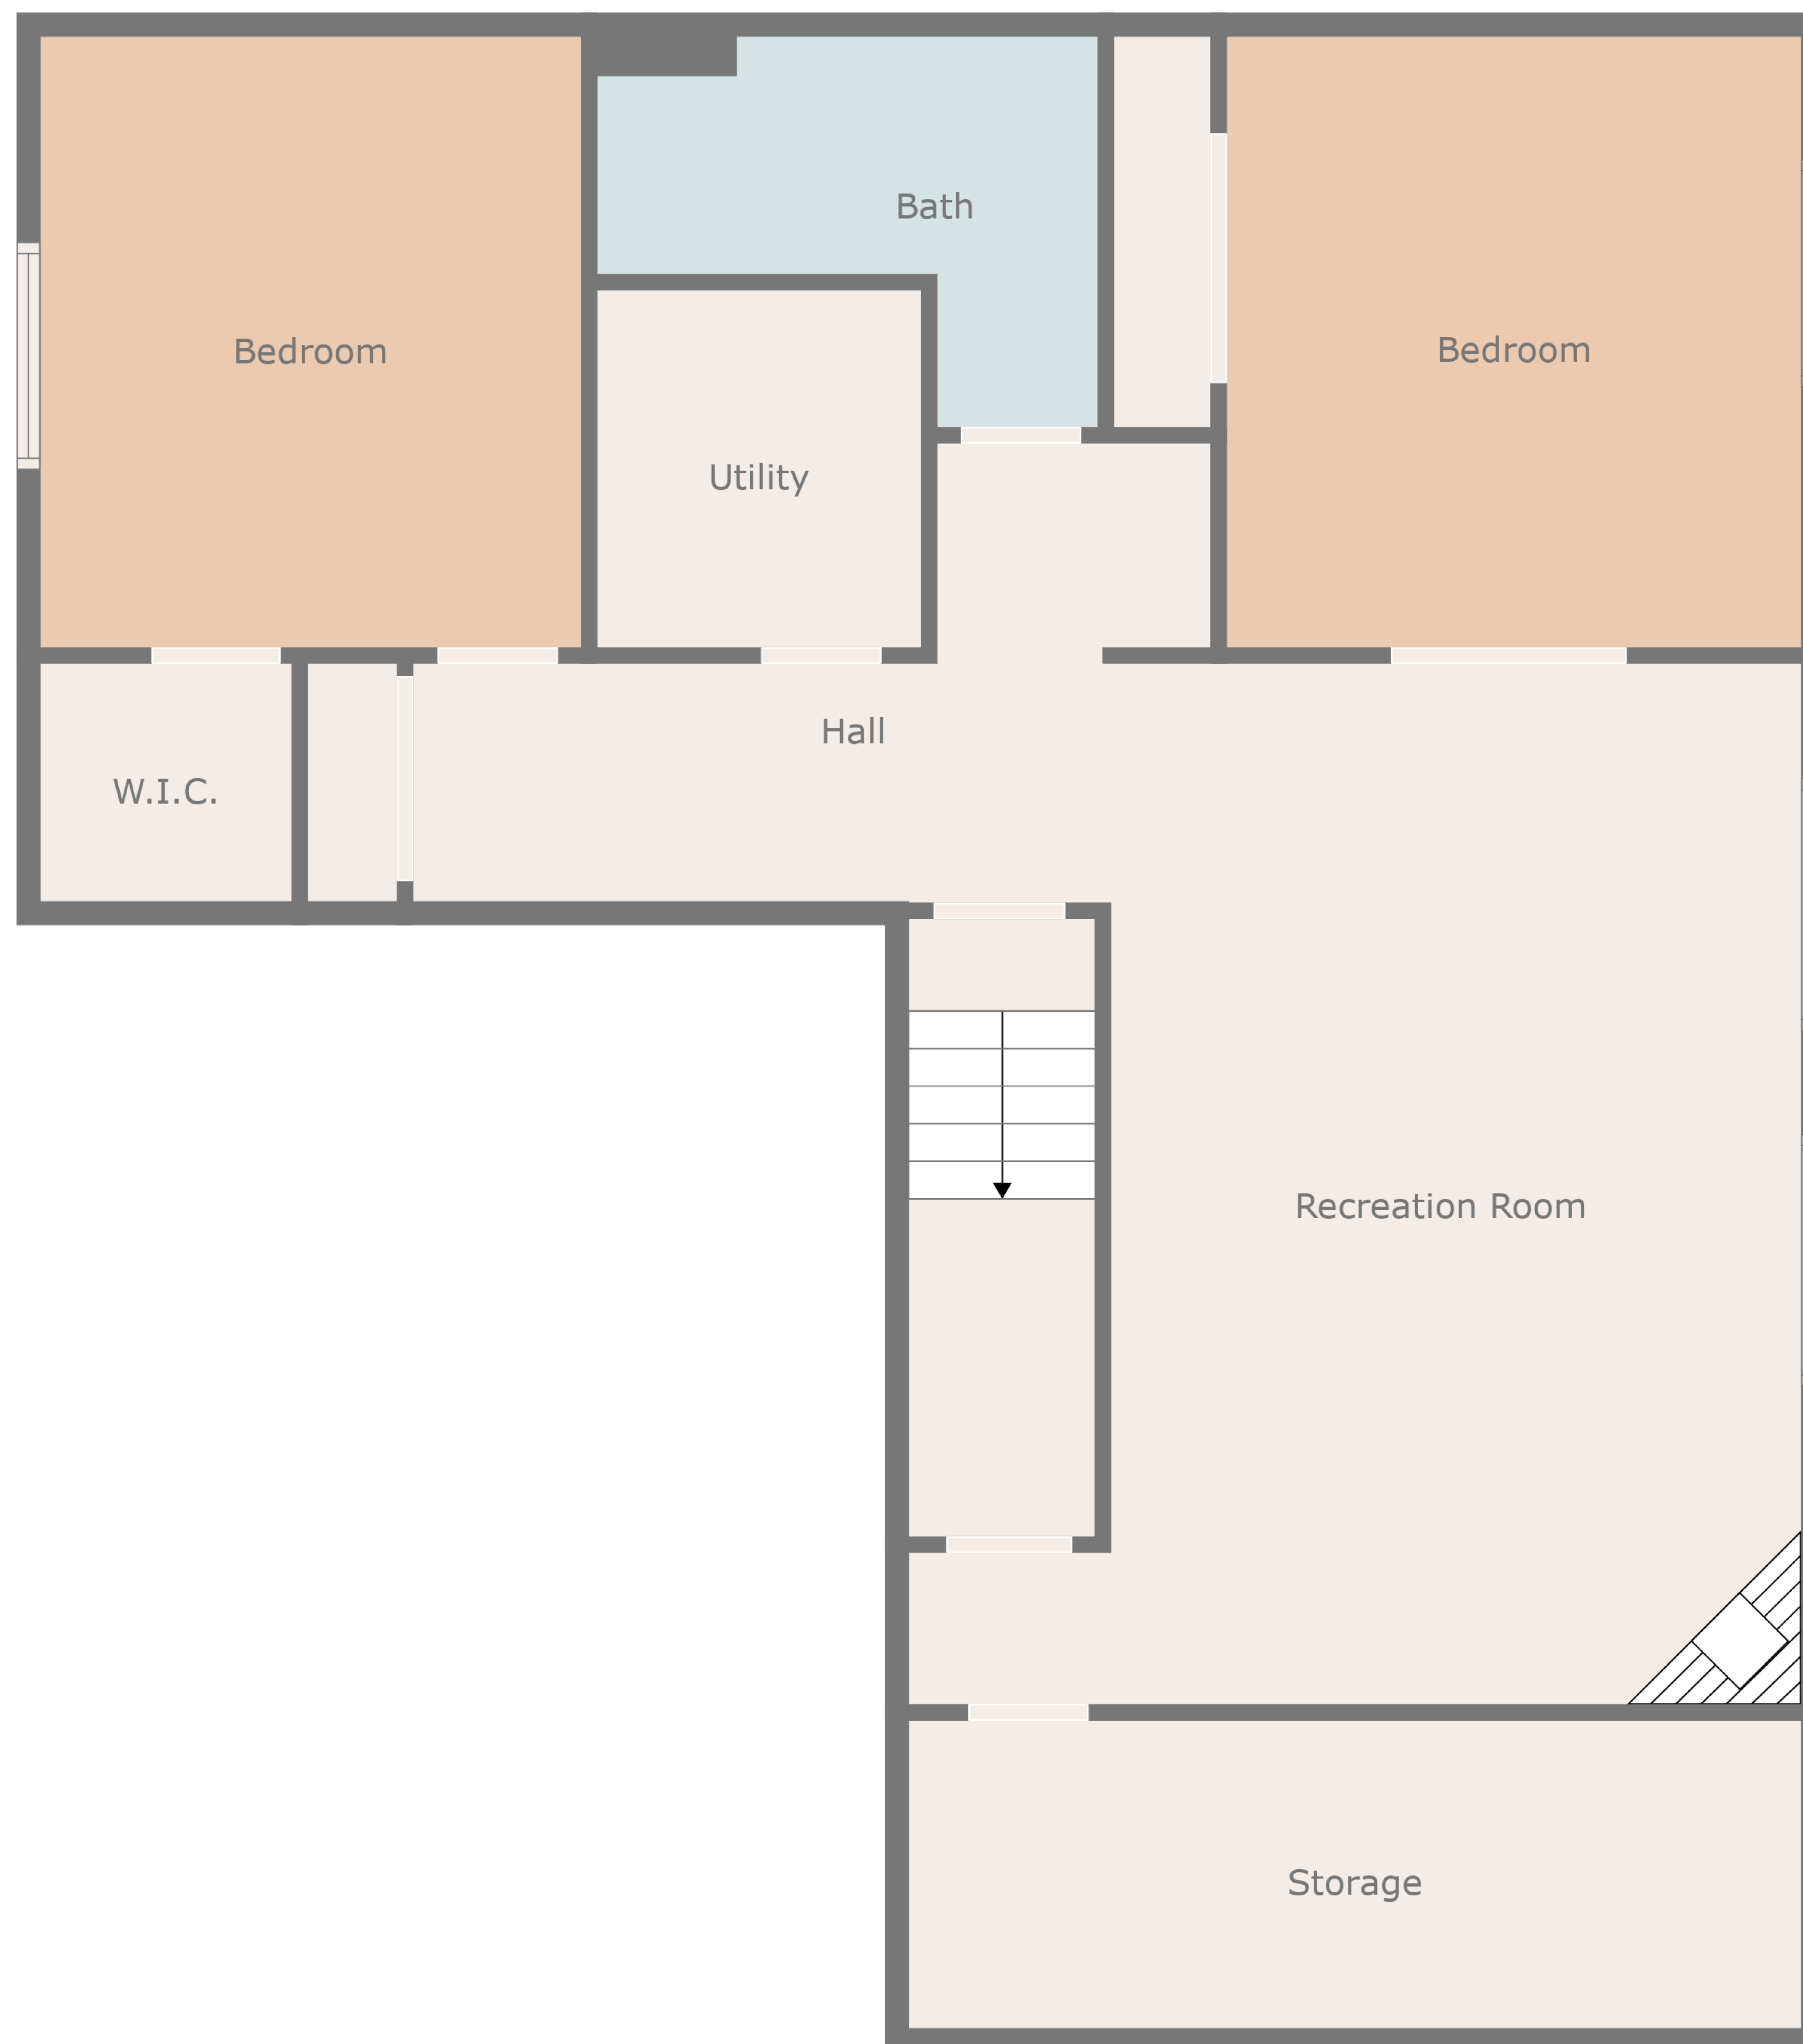 Bath
Bedroom
Bedroom
Utility
Hall
W.I.C.
Recreation Room
Storage